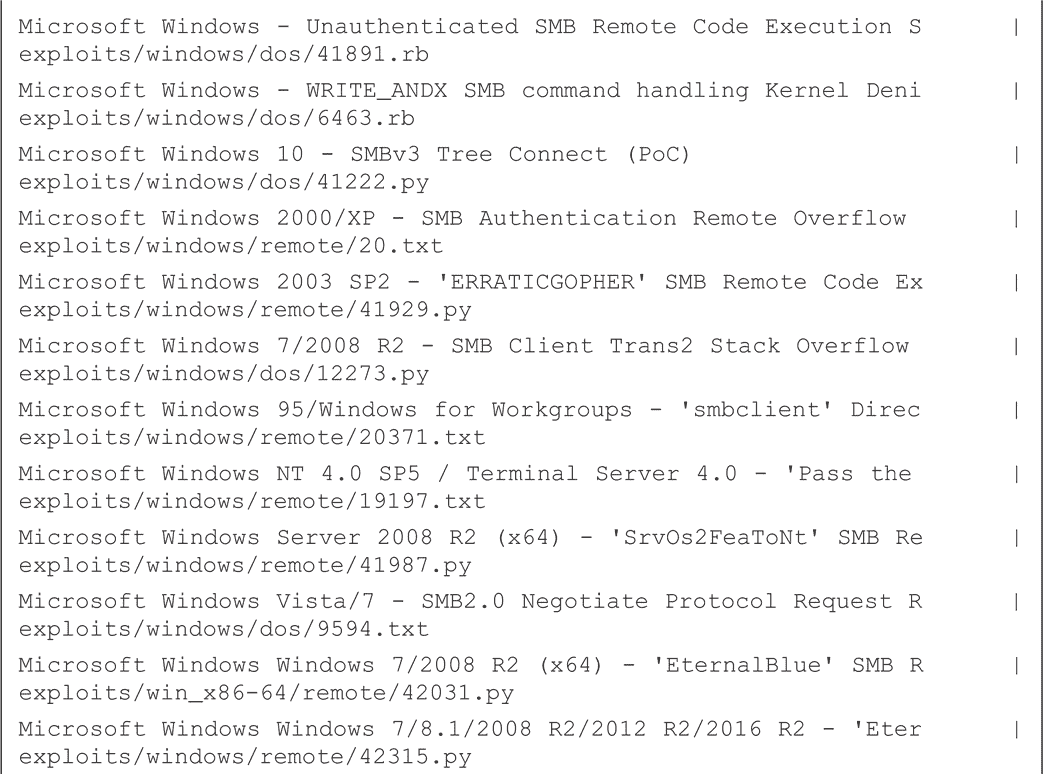 Microsoft Windows - Unauthenticated SMB Remote Code Execution S |
exploits/windows/dos/41891.rb
Microsoft Windows - WRITE_ANDX SMB command handling Kernel Deni |
exploits/windows/dos/6463.rb
Microsoft Windows 10 - SMBv3 Tree Connect (PoC) |
exploits/windows/dos/41222.py
Microsoft Windows 2000/XP - SMB Authentication Remote Overflow |
exploits/windows/remote/20.txt
Microsoft Windows 2003 SP2 - 'ERRATICGOPHER' SMB Remote Code Ex |
exploits/windows/remote/41929.py
Microsoft Windows 7/2008 R2 - SMB Client Trans2 Stack Overflow |
exploits/windows/dos/12273.py
Microsoft Windows 95/Windows for Workgroups - 'smbclient' Direc |
exploits/windows/remote/20371.txt
Microsoft Windows NT 4.0 SP5 / Terminal Server 4.0 - 'Pass the |
exploits/windows/remote/19197.txt
Microsoft Windows Server 2008 R2 (x64) - 'SrvOs2FeaToNt' SMB Re |
exploits/windows/remote/41987.py
Microsoft Windows Vista/7 - SMB2.0 Negotiate Protocol Request R |
exploits/windows/dos/9594.txt
Microsoft Windows Windows 7/2008 R2 (x64) - 'EternalBlue' SMB R |
exploits/win_x86-64/remote/42031.py
Microsoft Windows Windows 7/8.1/2008 R2/2012 R2/2016 R2 - 'Eter |
exploits/windows/remote/42315.py